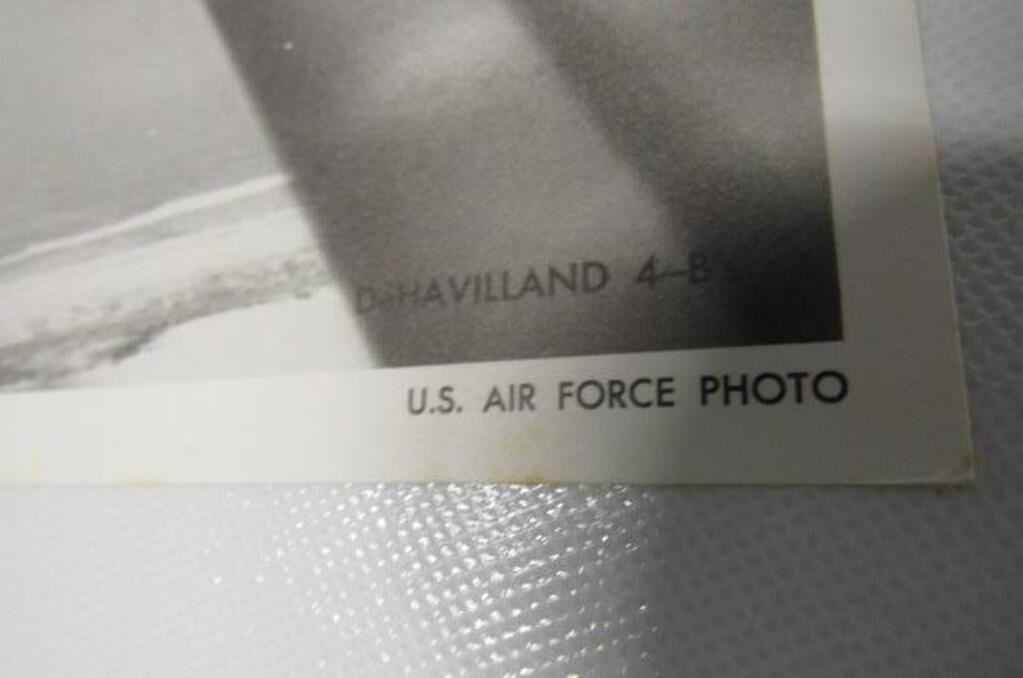 DeHAVILLAND 4-B's
U.S. AIR FORCE PHOTO